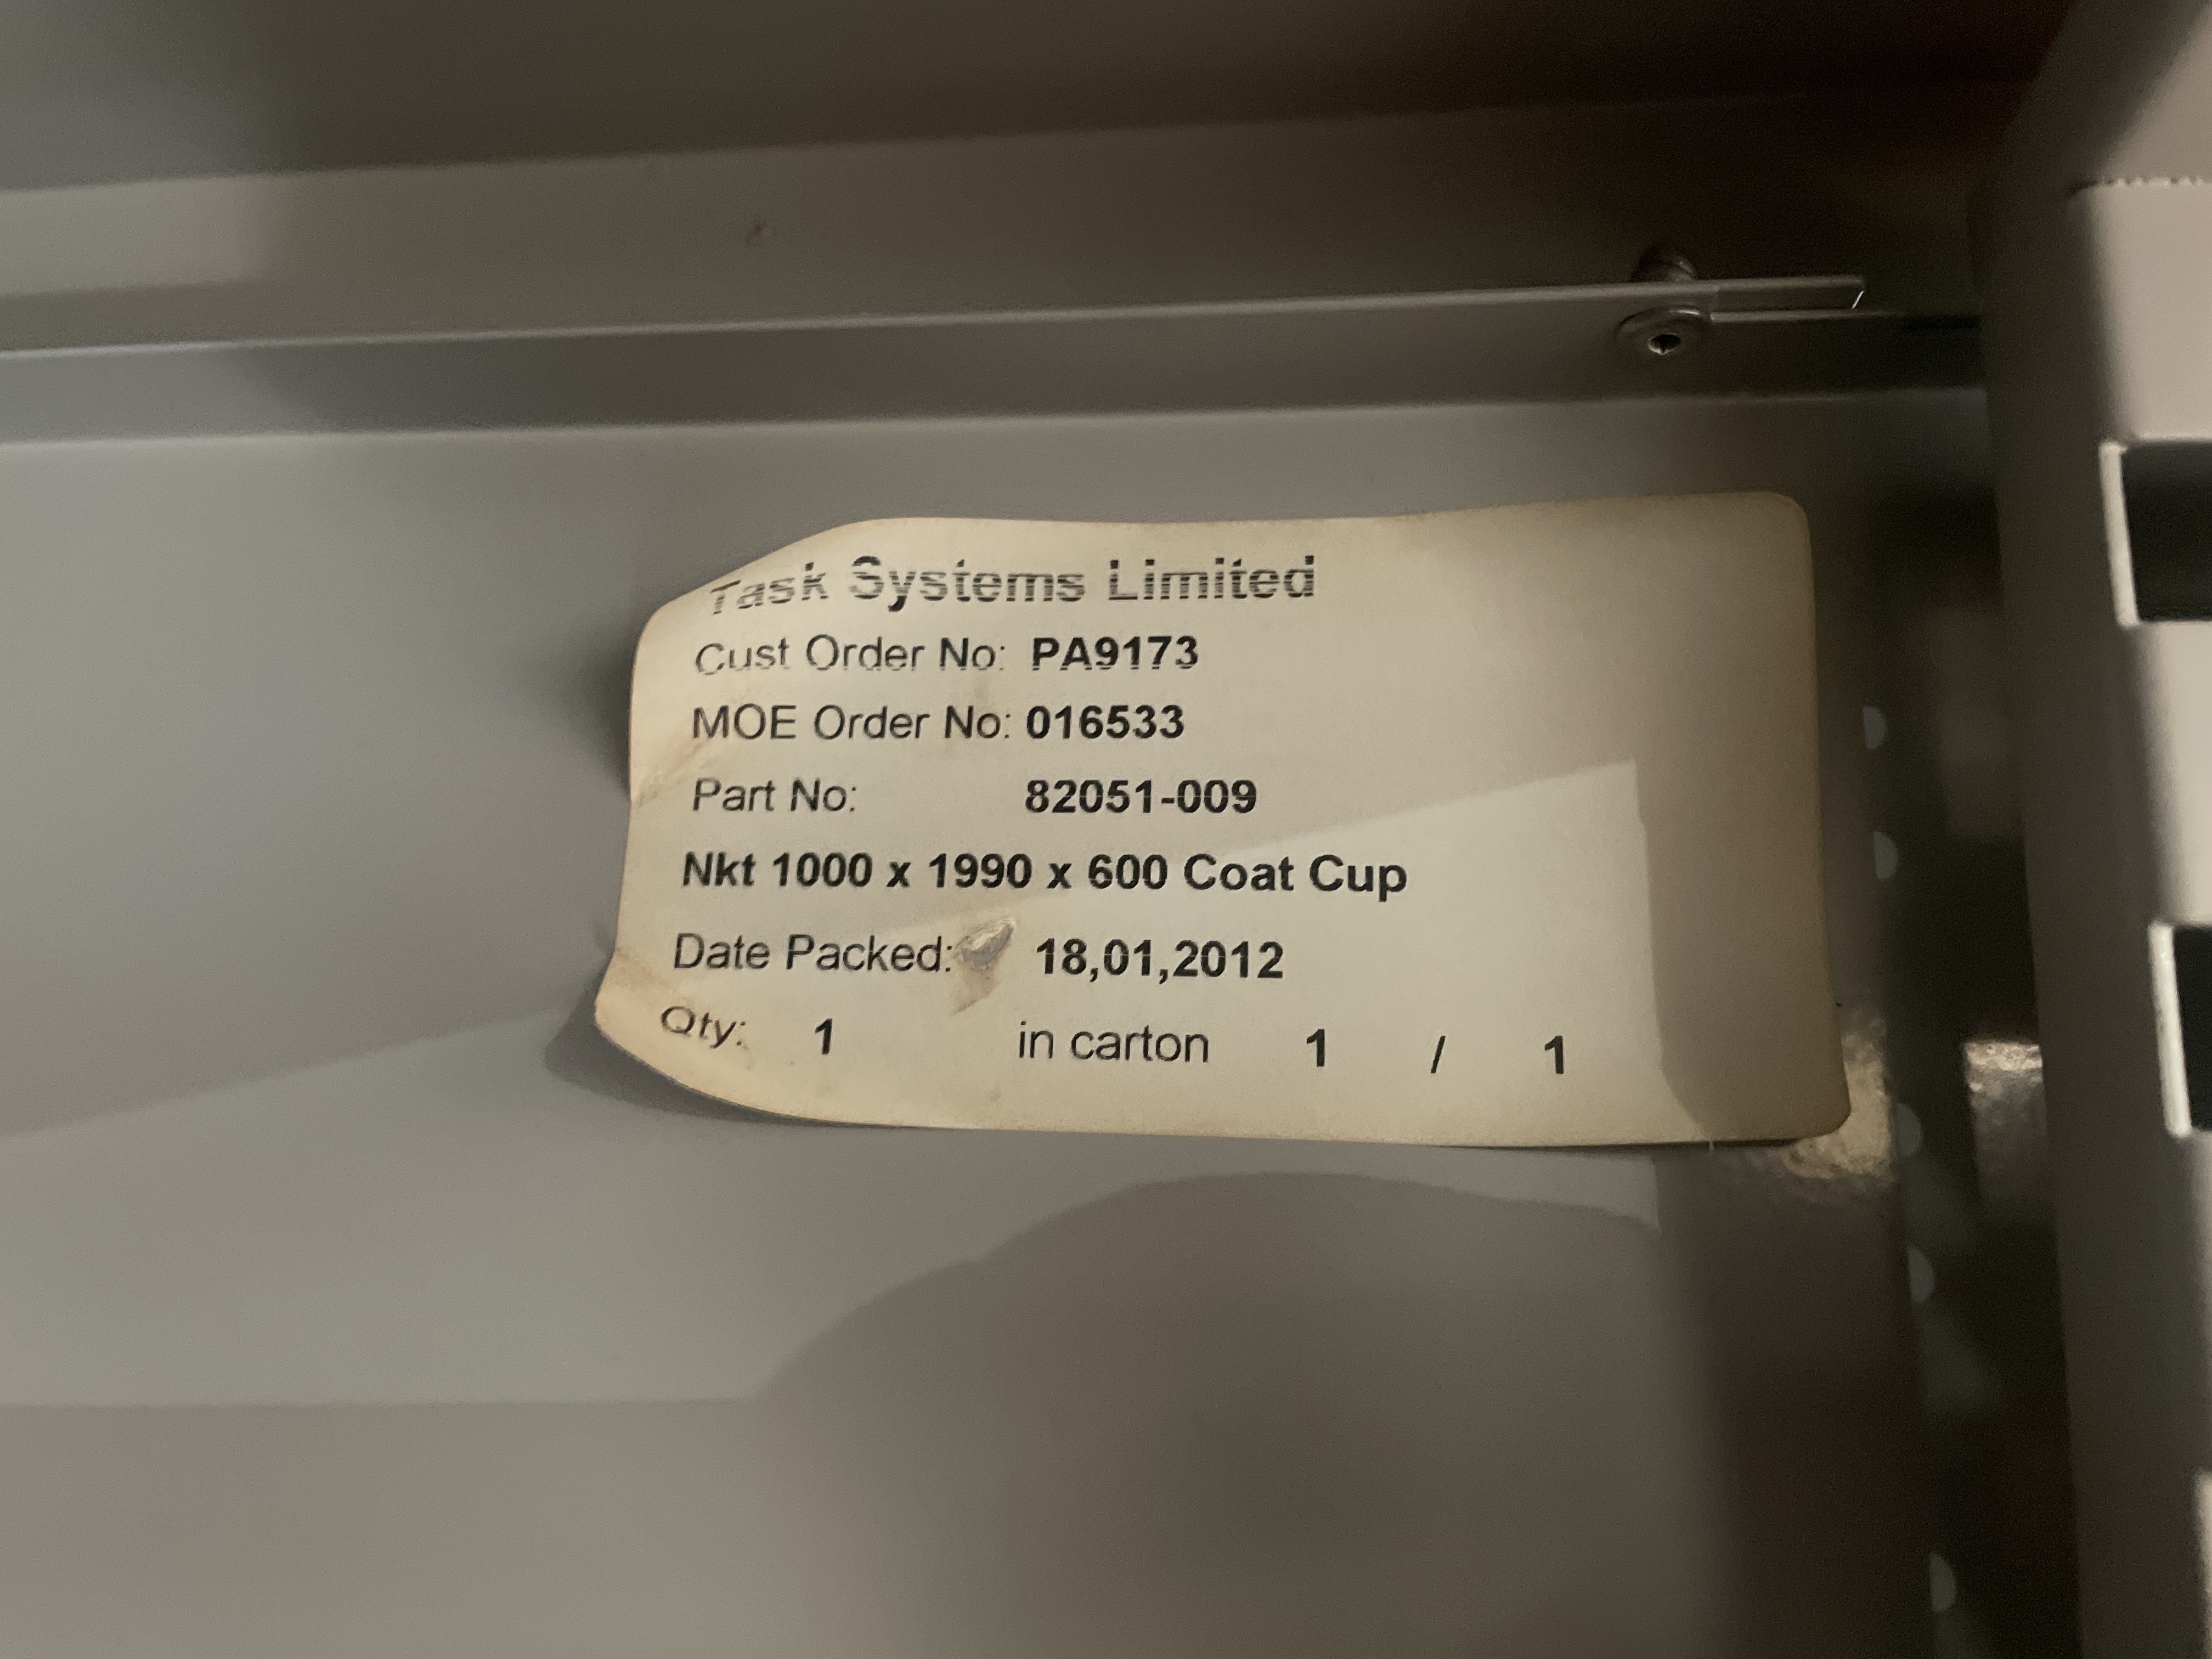 Task Systems Limited
Cust Order No: PA9173
MOE Order No: 016533
Part No: 82051-009
Nkt 1000 x 1990 x 600 Coat Cup
Date Packed: 18,01,2012
Qty: 1 in carton 1 / 1